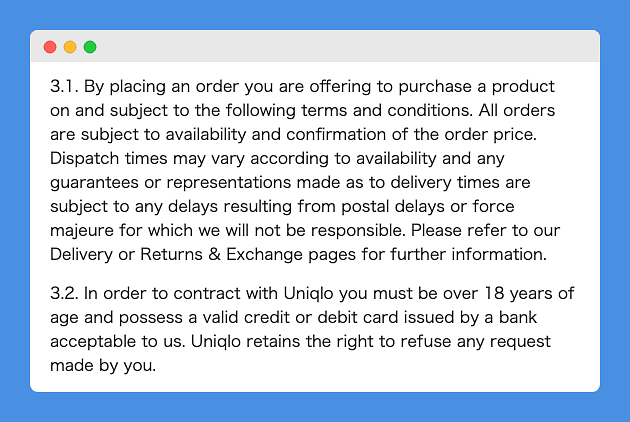 3.1. By placing an order you are offering to purchase a product
on and subject to the following terms and conditions. All orders
are subject to availability and confirmation of the order price.
Dispatch times may vary according to availability and any
guarantees or representations made as to delivery times are
subject to any delays resulting from postal delays or force
majeure for which we will not be responsible. Please refer to our
Delivery or Returns & Exchange pages for further information.
3.2. In order to contract with Uniqlo you must be over 18 years of
age and possess a valid credit or debit card issued by a bank
acceptable to us. Uniqlo retains the right to refuse any request
made by you.